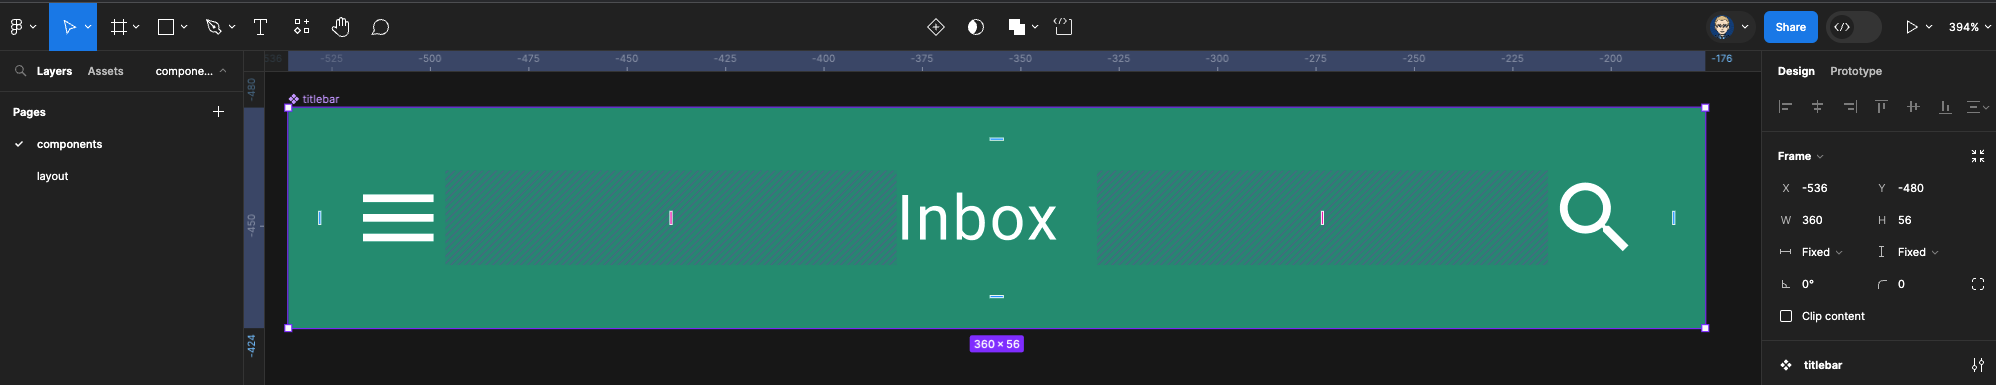 Share
394%
Layers Assets compone...
536 -525 -500 -475 -450 -425 -400 -375 -350 -325 -300 -275 -250 -225 -200 -176
Design Prototype
-480
titlebar
Pages
components
layout
Inbox
-450
-424
360 × 56
Frame
X -536 Y -480
W 360 H 56
Fixed Fixed
0° 0
Clip content
titlebar